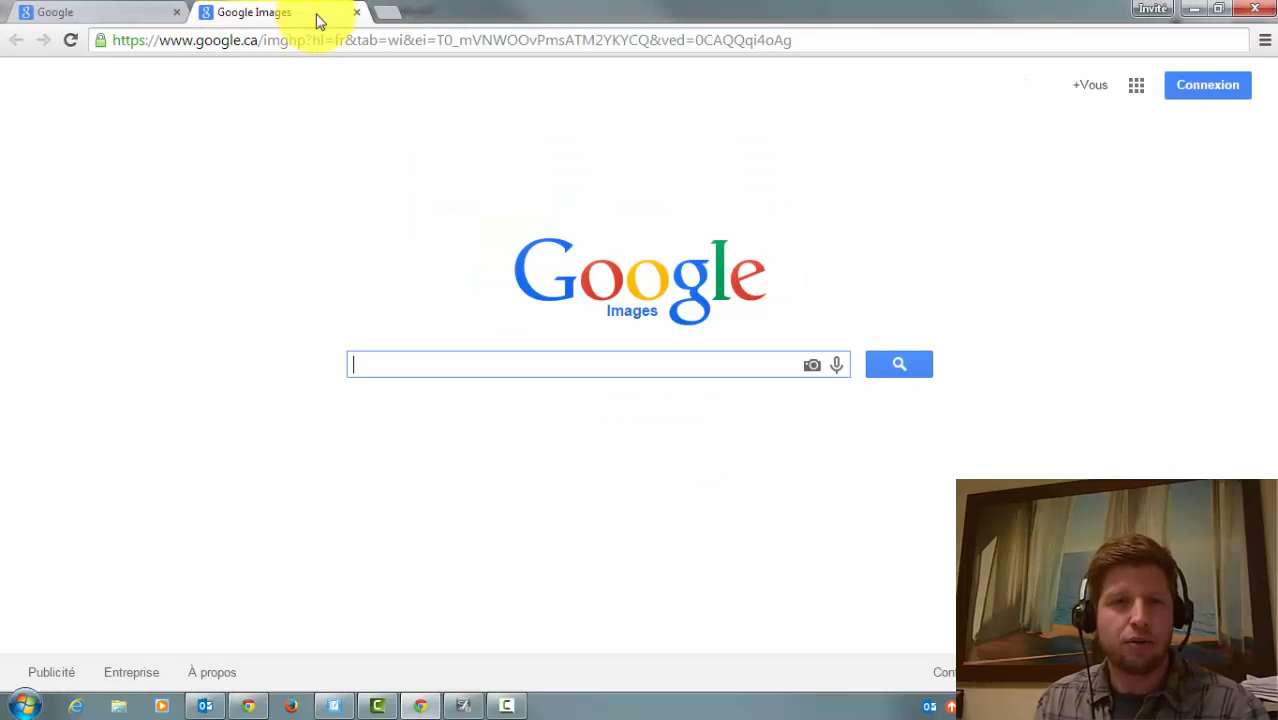 Google
Google Images
Invité
https://www.google.ca/imghp?hl=fr&tab=wi&ei=T0_mVNWOOvPmsATM2YKYCQ&ved=0CAQQqi4oAg
+Vous
Connexion
Google
Images
Publicité
Entreprise
À propos